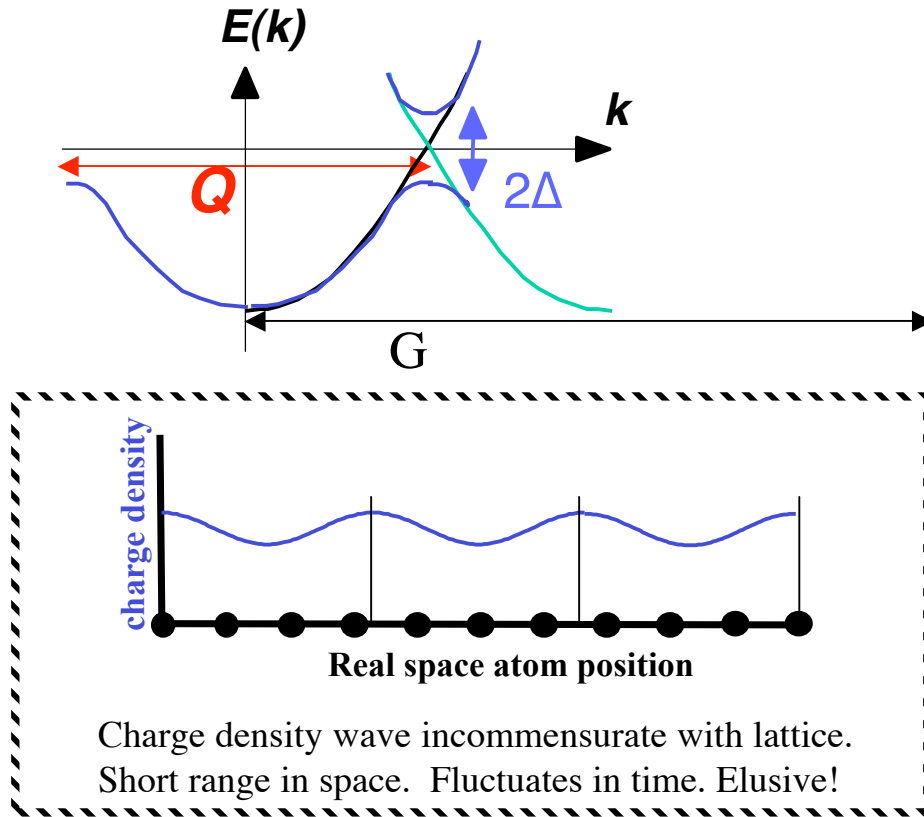 E(k)
k
Q
2Δ
G
charge density
Real space atom position
Charge density wave incommensurate with lattice.
Short range in space. Fluctuates in time. Elusive!